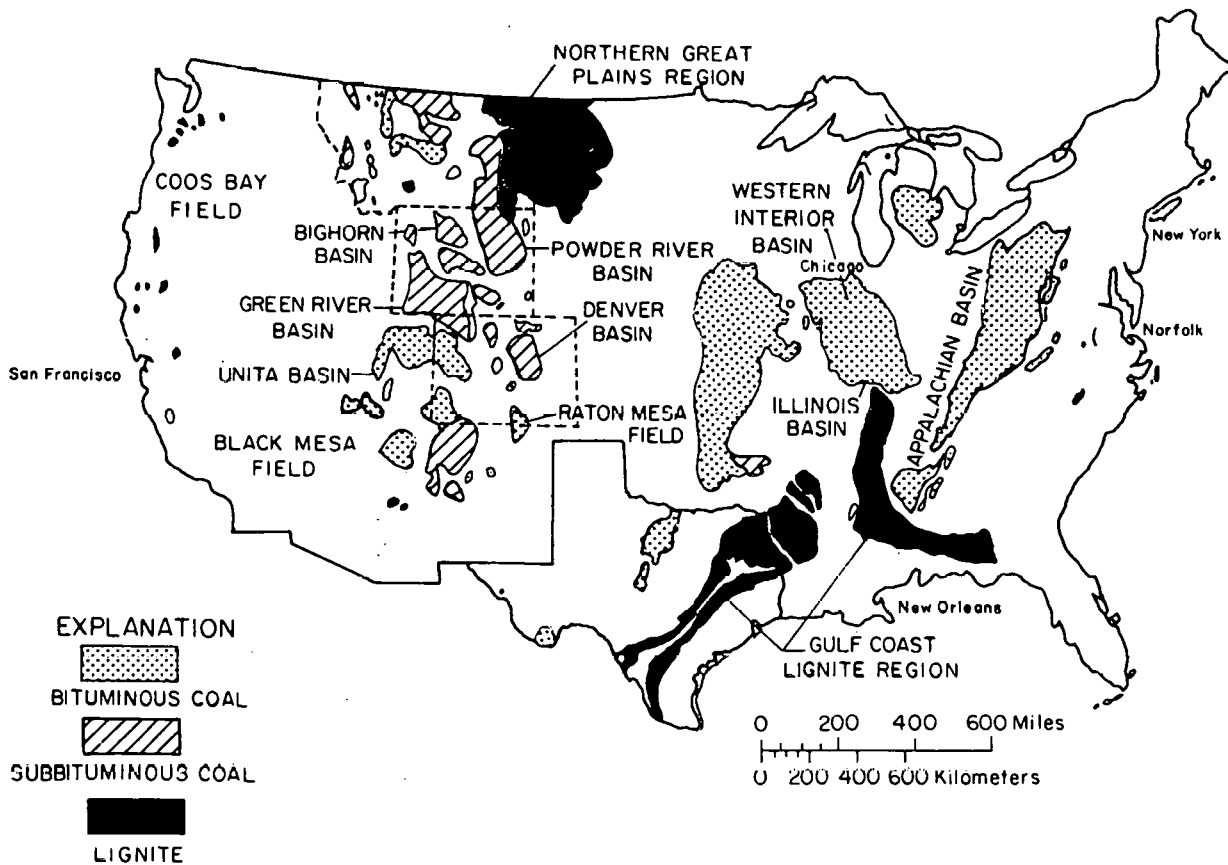 NORTHERN GREAT
PLAINS REGION
COOS BAY
FIELD
WESTERN
INTERIOR
BASIN
BIGHORN
BASIN
POWDER RIVER
BASIN
Chicago
New York
GREEN RIVER
BASIN
DENVER
BASIN
Norfolk
San Francisco
UNITA BASIN
APPALACHIAN BASIN
ILLINOIS
BASIN
RATON MESA
FIELD
BLACK MESA
FIELD
New Orleans
GULF COAST
LIGNITE REGION
EXPLANATION
BITUMINOUS COAL
SUBBITUMINOUS COAL
LIGNITE
0 200 400 600 Miles
0 200 400 600 Kilometers